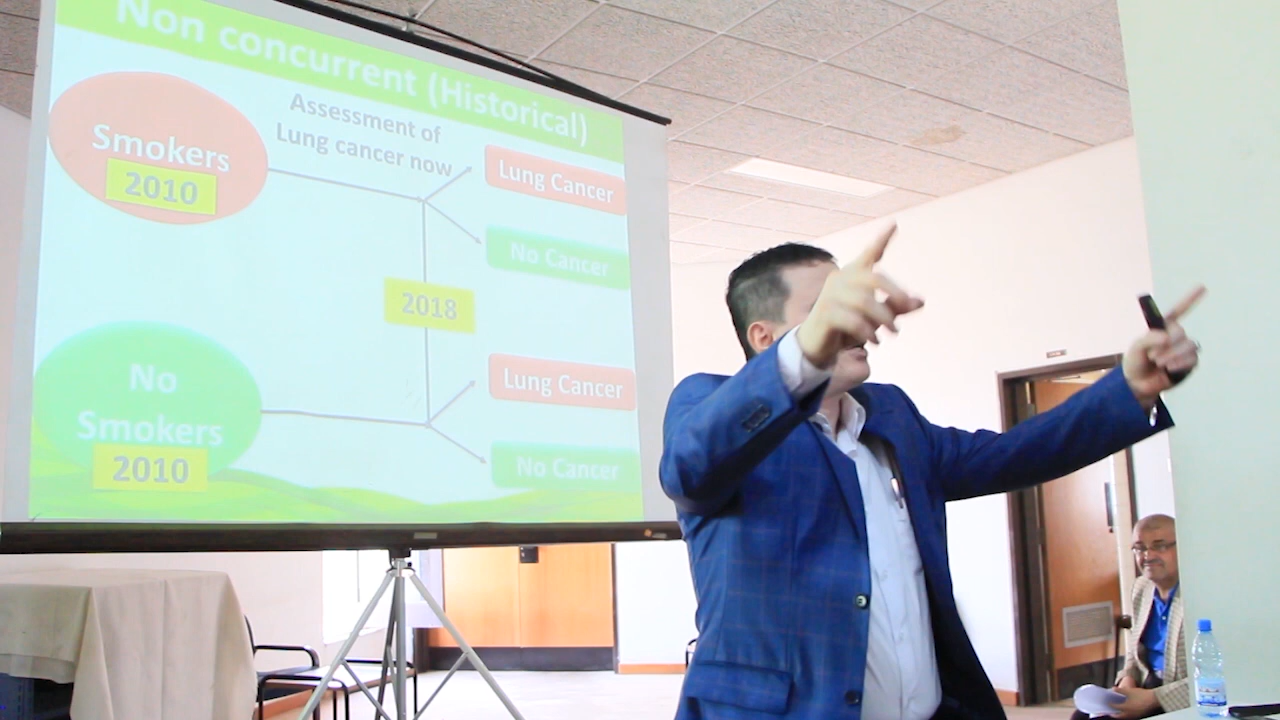 Non concurrent (Historical)
Assessment of
Lung cancer now
Smokers
2010
Lung Cancer
No Cancer
2018
No
Smokers
2010
Lung Cancer
No Cancer